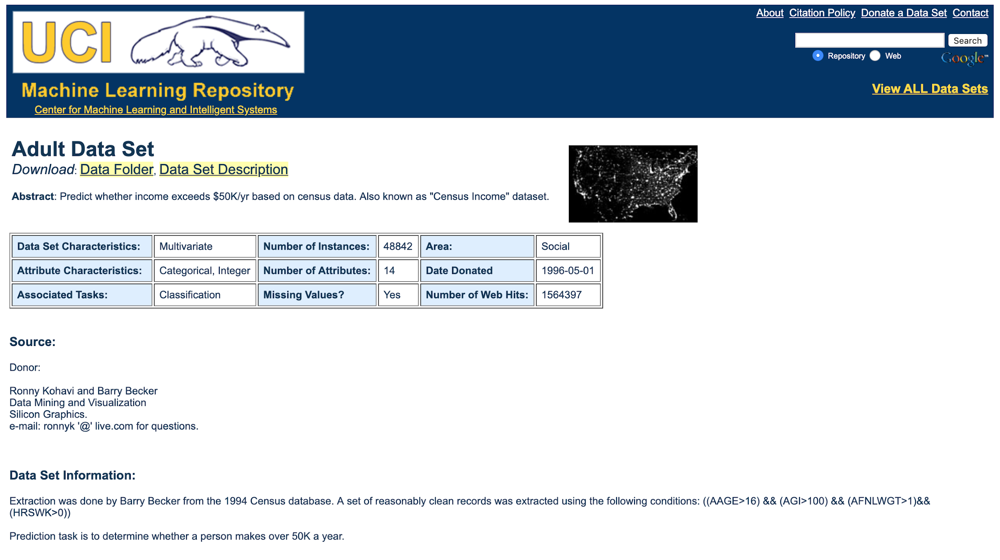 About Citation Policy Donate a Data Set Contact
UCI
Search
Repository Web Google™
Machine Learning Repository
View ALL Data Sets
Center for Machine Learning and Intelligent Systems
Adult Data Set
Download: Data Folder, Data Set Description
Abstract: Predict whether income exceeds $50K/yr based on census data. Also known as "Census Income" dataset.
Data Set Characteristics: Multivariate Number of Instances: 48842 Area: Social
Attribute Characteristics: Categorical, Integer Number of Attributes: 14 Date Donated 1996-05-01
Associated Tasks: Classification Missing Values? Yes Number of Web Hits: 1564397
Source:
Donor:
Ronny Kohavi and Barry Becker
Data Mining and Visualization
Silicon Graphics.
e-mail: ronnyk '@' live.com for questions.
Data Set Information:
Extraction was done by Barry Becker from the 1994 Census database. A set of reasonably clean records was extracted using the following conditions: ((AAGE>16) && (AGI>100) && (AFNLWGT>1)&&
(HRSWK>0))
Prediction task is to determine whether a person makes over 50K a year.